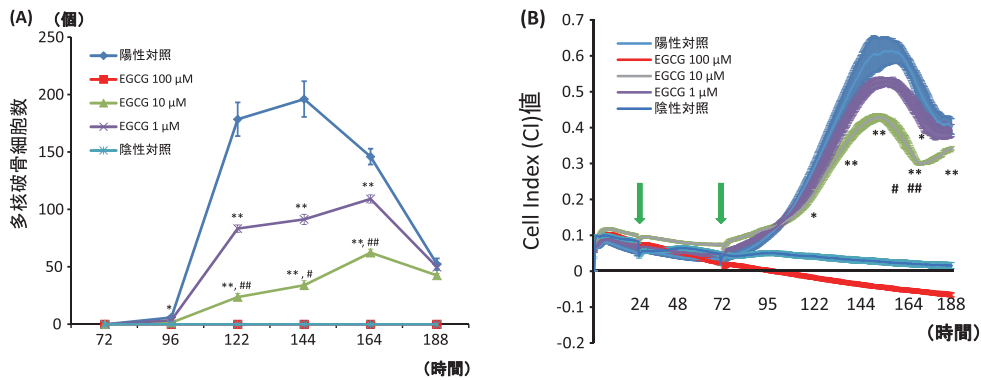 (A)
（個）
250
200
150
100
50
0
多核破骨細胞数
陽性対照
EGCG 100 μM
EGCG 10 μM
EGCG 1 μM
陰性対照
*
**
**
**
**, ##
**, #
**, ##
72 96 122 144 164 188
（時間）
(B)
0.7
0.6
0.5
0.4
0.3
0.2
0.1
0
-0.1
-0.2
Cell Index (CI)値
陽性対照
EGCG 100 μM
EGCG 10 μM
EGCG 1 μM
陰性対照
**
*
**
**
**
# ##
*
24 48 72 95 122 144 164 188
（時間）